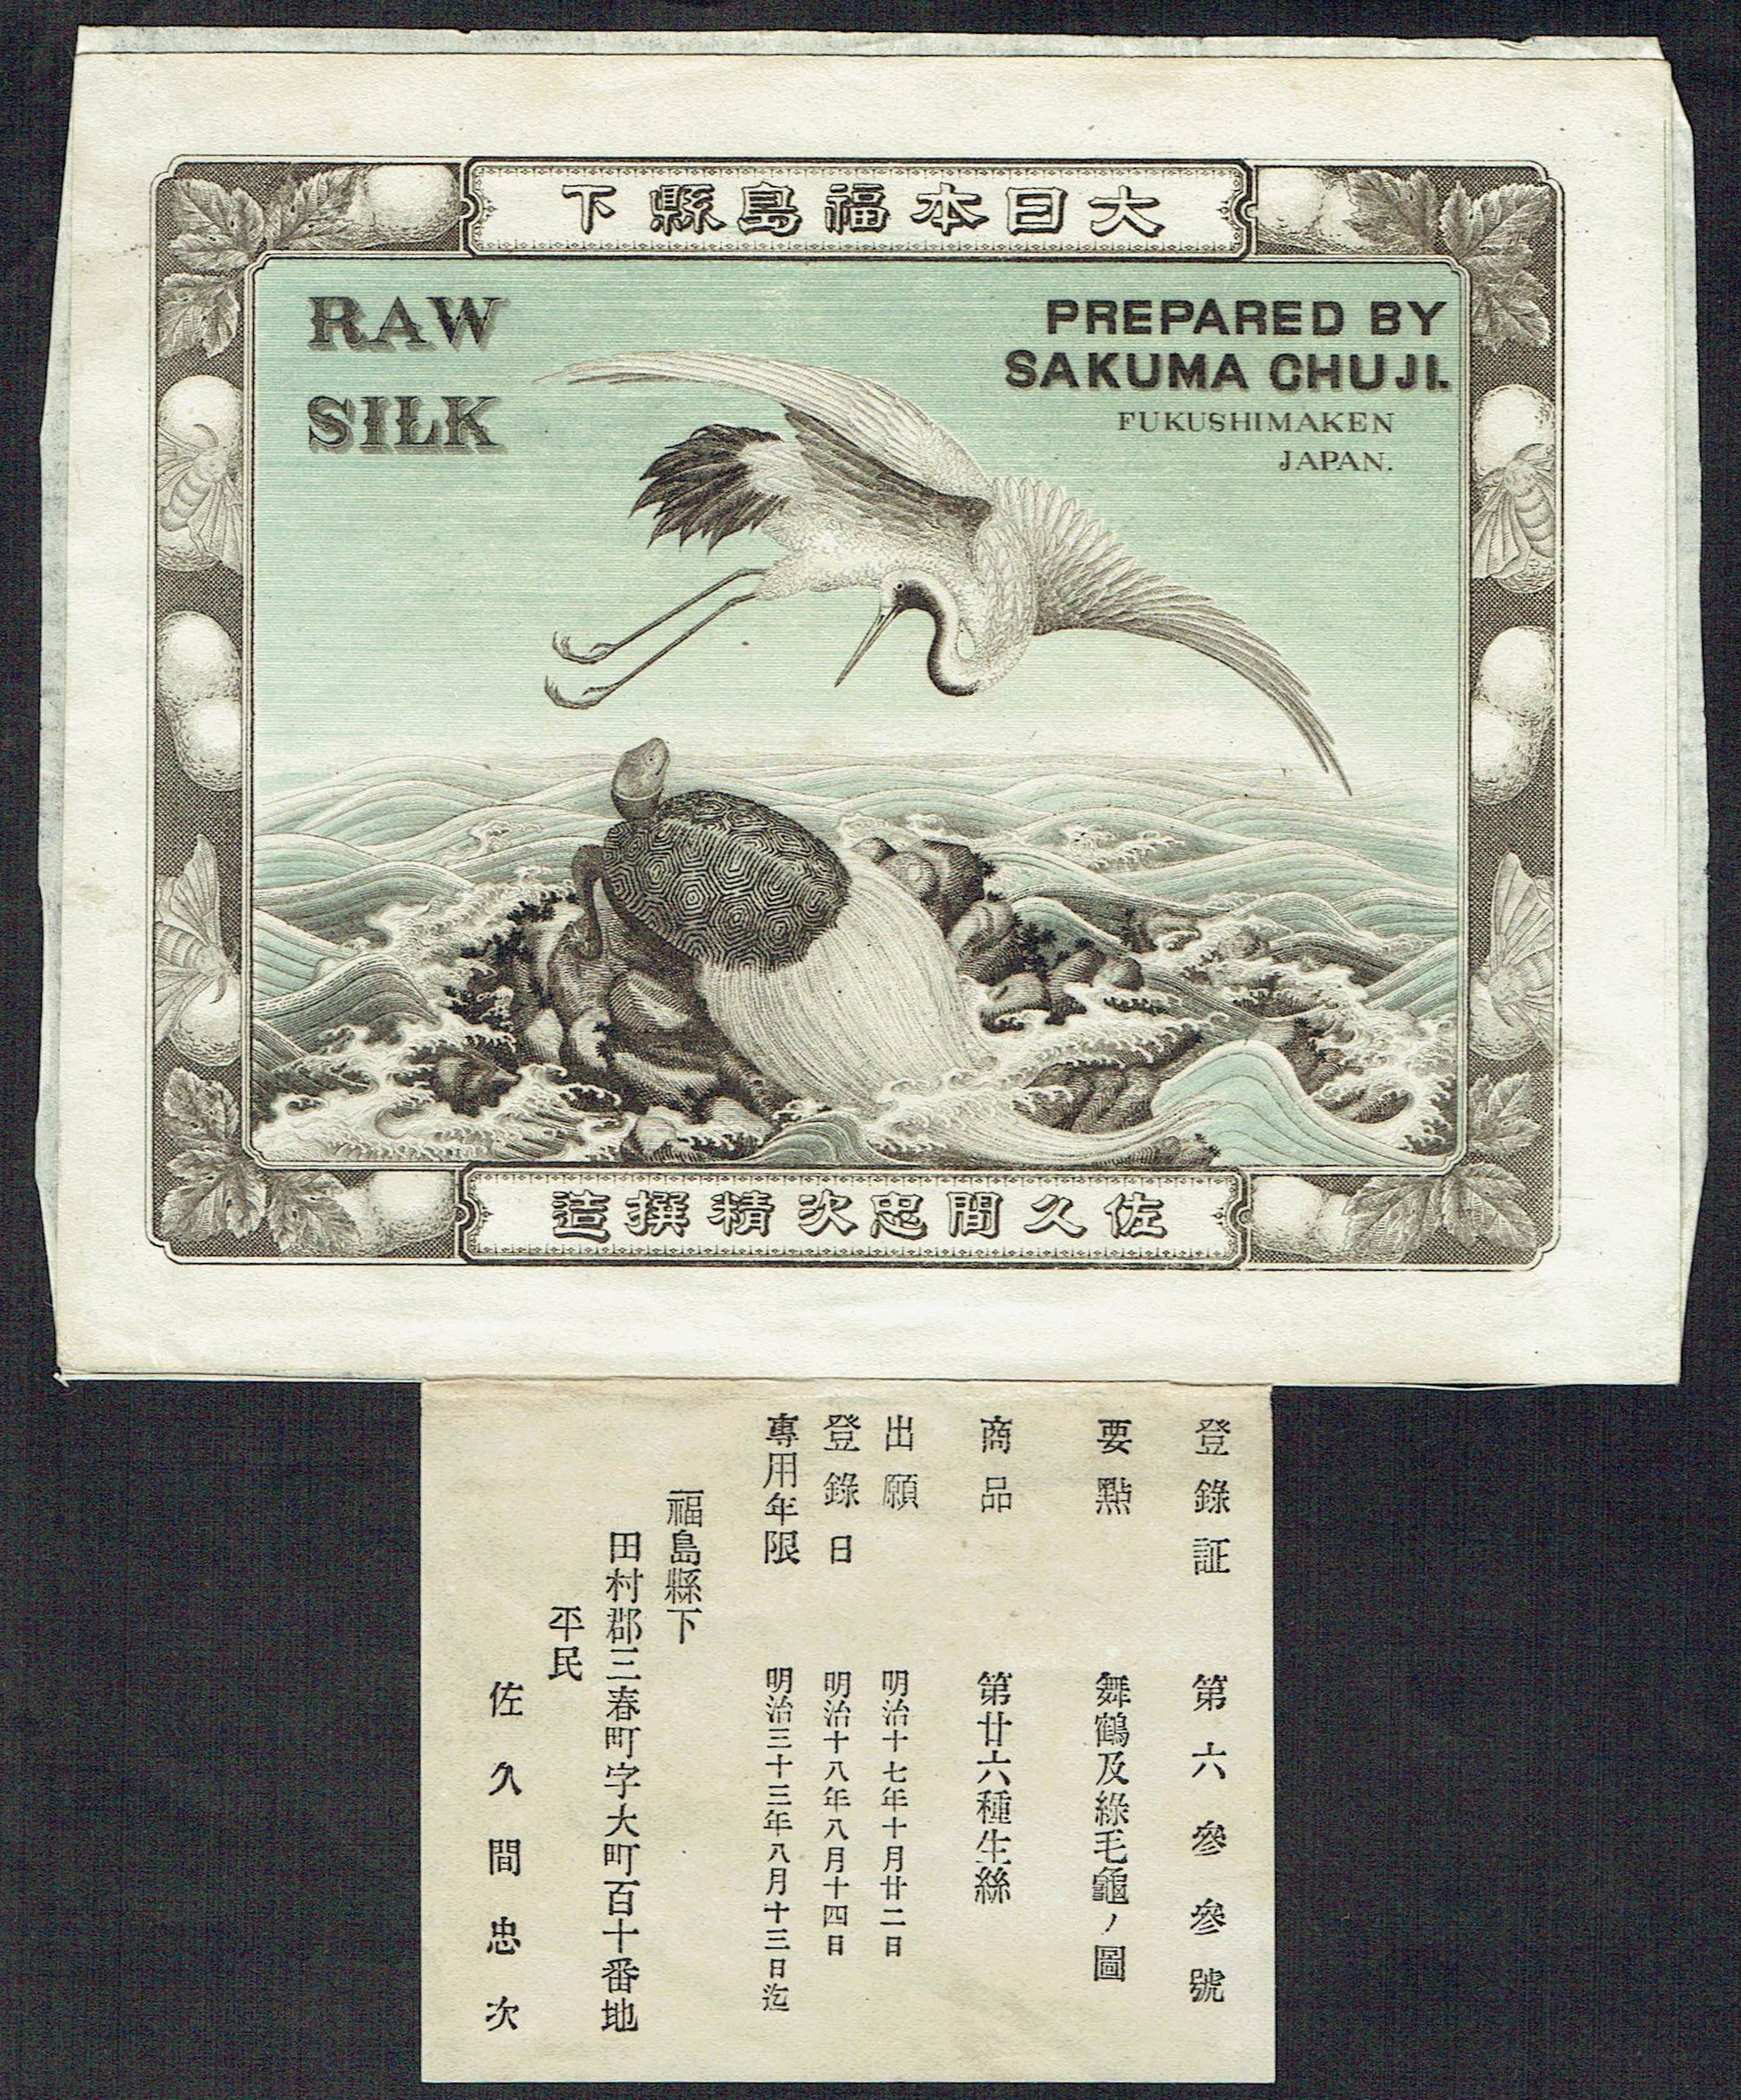 大日本福島縣下
RAW
SILK
PREPARED BY
SAKUMA CHUJI.
FUKUSHIMAKEN
JAPAN.
佐久間忠次精撰造
登錄証 第六參參號
要點 舞鶴及綠毛龜ノ圖
商品 第廿六種生絲
出願 明治十七年十月廿二日
登錄日 明治十八年八月十四日
專用年限 明治三十三年八月十三日迄
福島縣下
田村郡三春町字大町百十番地
平民
佐久間忠次